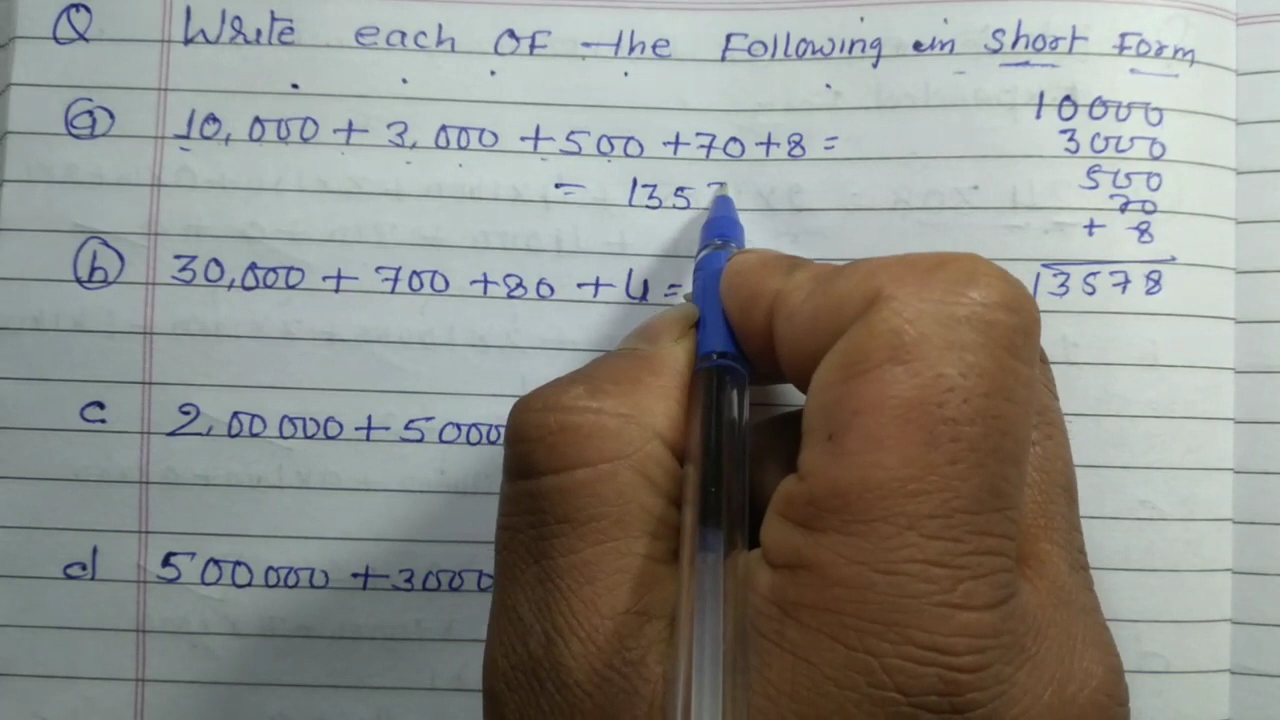 Q Write each OF the Following in Short Form
a 10,000 + 3,000 + 500 + 70 + 8 =
= 1357
10000
3000
500
70
+ 8
13578
b 30,000 + 700 + 80 + 4 =
c 2,00000 + 5000
d 500000 + 3000